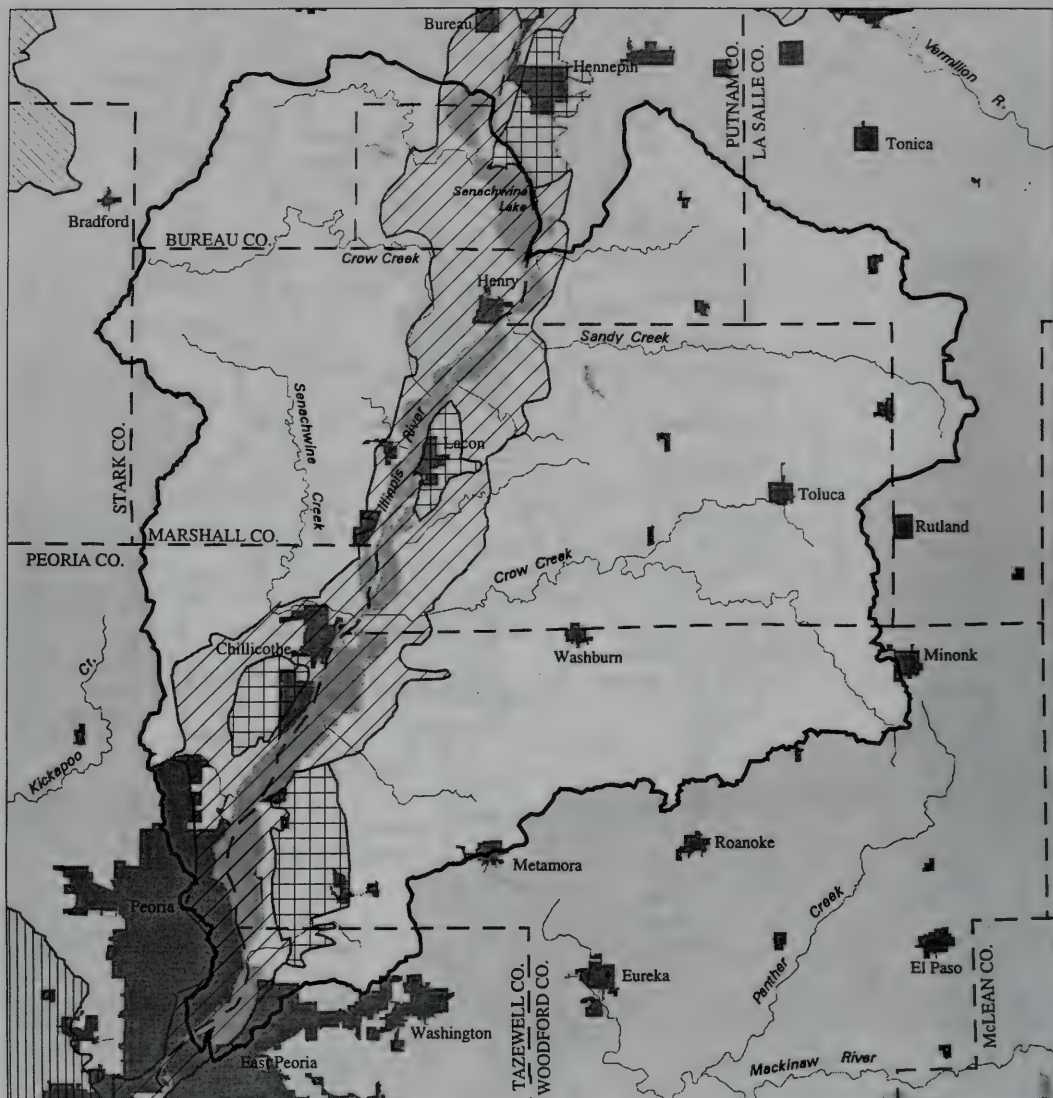 Bureau
Hennepin
Vermilion
R.
PUTNAM CO.
LA SALLE CO.
Tonica
Bradford
Senachwine
Lake
BUREAU CO.
Crow Creek
Henry
Sandy Creek
Senachwine
Creek
Illinois
River
Lacon
STARK CO.
Toluca
Rutland
MARSHALL CO.
PEORIA CO.
Crow Creek
Chillicothe
Washburn
Minonk
Kickapoo
Cr.
Metamora
Roanoke
Peoria
Panther
Creek
El Paso
Eureka
Washington
East Peoria
TAZEWELL CO.
WOODFORD CO.
McLEAN CO.
Mackinaw River